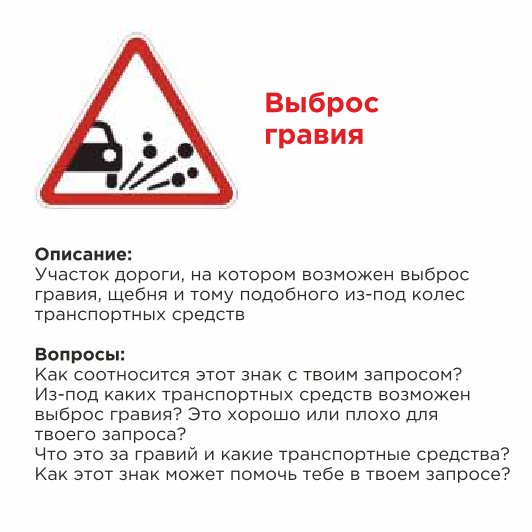 Выброс
гравия
Описание:
Участок дороги, на котором возможен выброс
гравия, щебня и тому подобного из-под колес
транспортных средств
Вопросы:
Как соотносится этот знак с твоим запросом?
Из-под каких транспортных средств возможен
выброс гравия? Это хорошо или плохо для
твоего запроса?
Что это за гравий и какие транспортные средства?
Как этот знак может помочь тебе в твоем запросе?